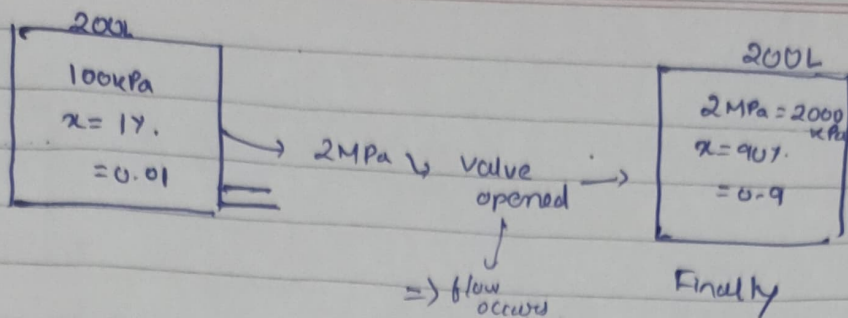 200L
100kPa
x = 1%.
= 0.01
2MPa
valve
opened
=> flow
occurs
200L
2MPa = 2000
kPa
x = 90%.
= 0.9
Finally